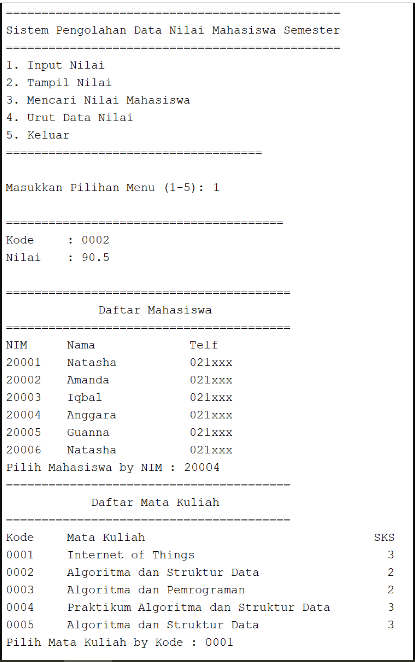 ===============================================
Sistem Pengolahan Data Nilai Mahasiswa Semester
===============================================
1. Input Nilai
2. Tampil Nilai
3. Mencari Nilai Mahasiswa
4. Urut Data Nilai
5. Keluar
====================================
Masukkan Pilihan Menu (1-5): 1
=======================================
Kode    : 0002
Nilai   : 90.5
========================================
Daftar Mahasiswa
========================================
NIM     Nama             Telf
20001   Natasha          021xxx
20002   Amanda           021xxx
20003   Iqbal            021xxx
20004   Anggara          021xxx
20005   Guanna           021xxx
20006   Natasha          021xxx
Pilih Mahasiswa by NIM : 20004
========================================
Daftar Mata Kuliah
========================================
Kode    Mata Kuliah                                SKS
0001    Internet of Things                           3
0002    Algoritma dan Struktur Data                  2
0003    Algoritma dan Pemrograman                    2
0004    Praktikum Algoritma dan Struktur Data        3
0005    Algoritma dan Struktur Data                  3
Pilih Mata Kuliah by Kode : 0001